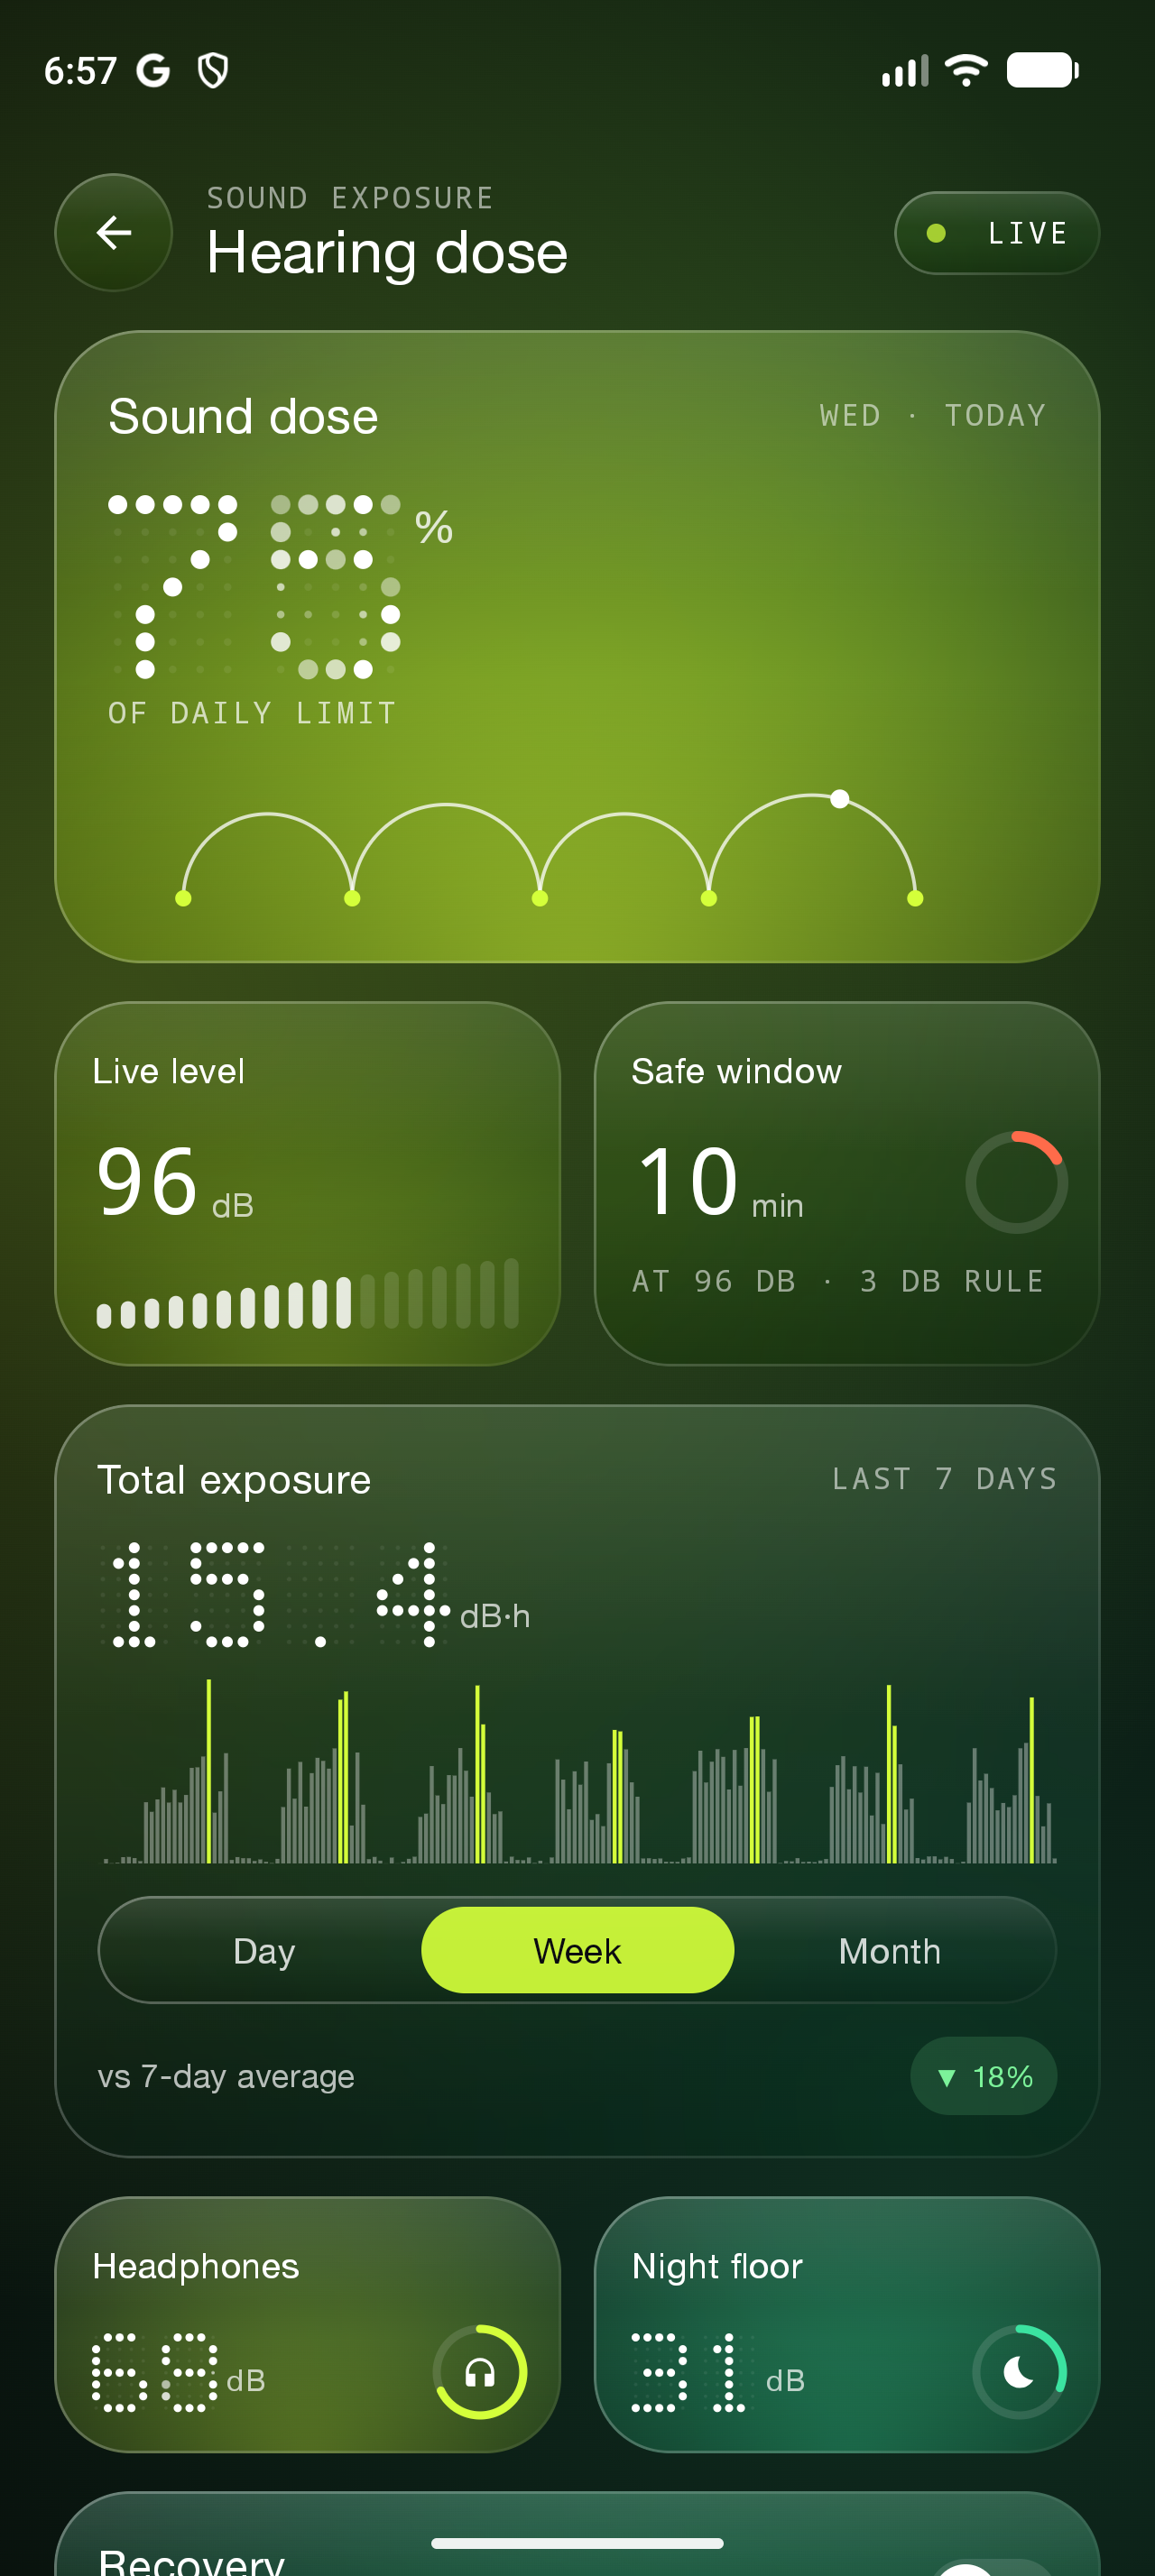 6:57 G
SOUND EXPOSURE
Hearing dose
LIVE
Sound dose
WED · TODAY
%
OF DAILY LIMIT
Live level
96 dB
Safe window
10 min
AT 96 DB · 3 DB RULE
Total exposure
LAST 7 DAYS
15.4 dB·h
Day
Week
Month
vs 7-day average
▼ 18%
Headphones
dB
Night floor
31 dB
Recovery